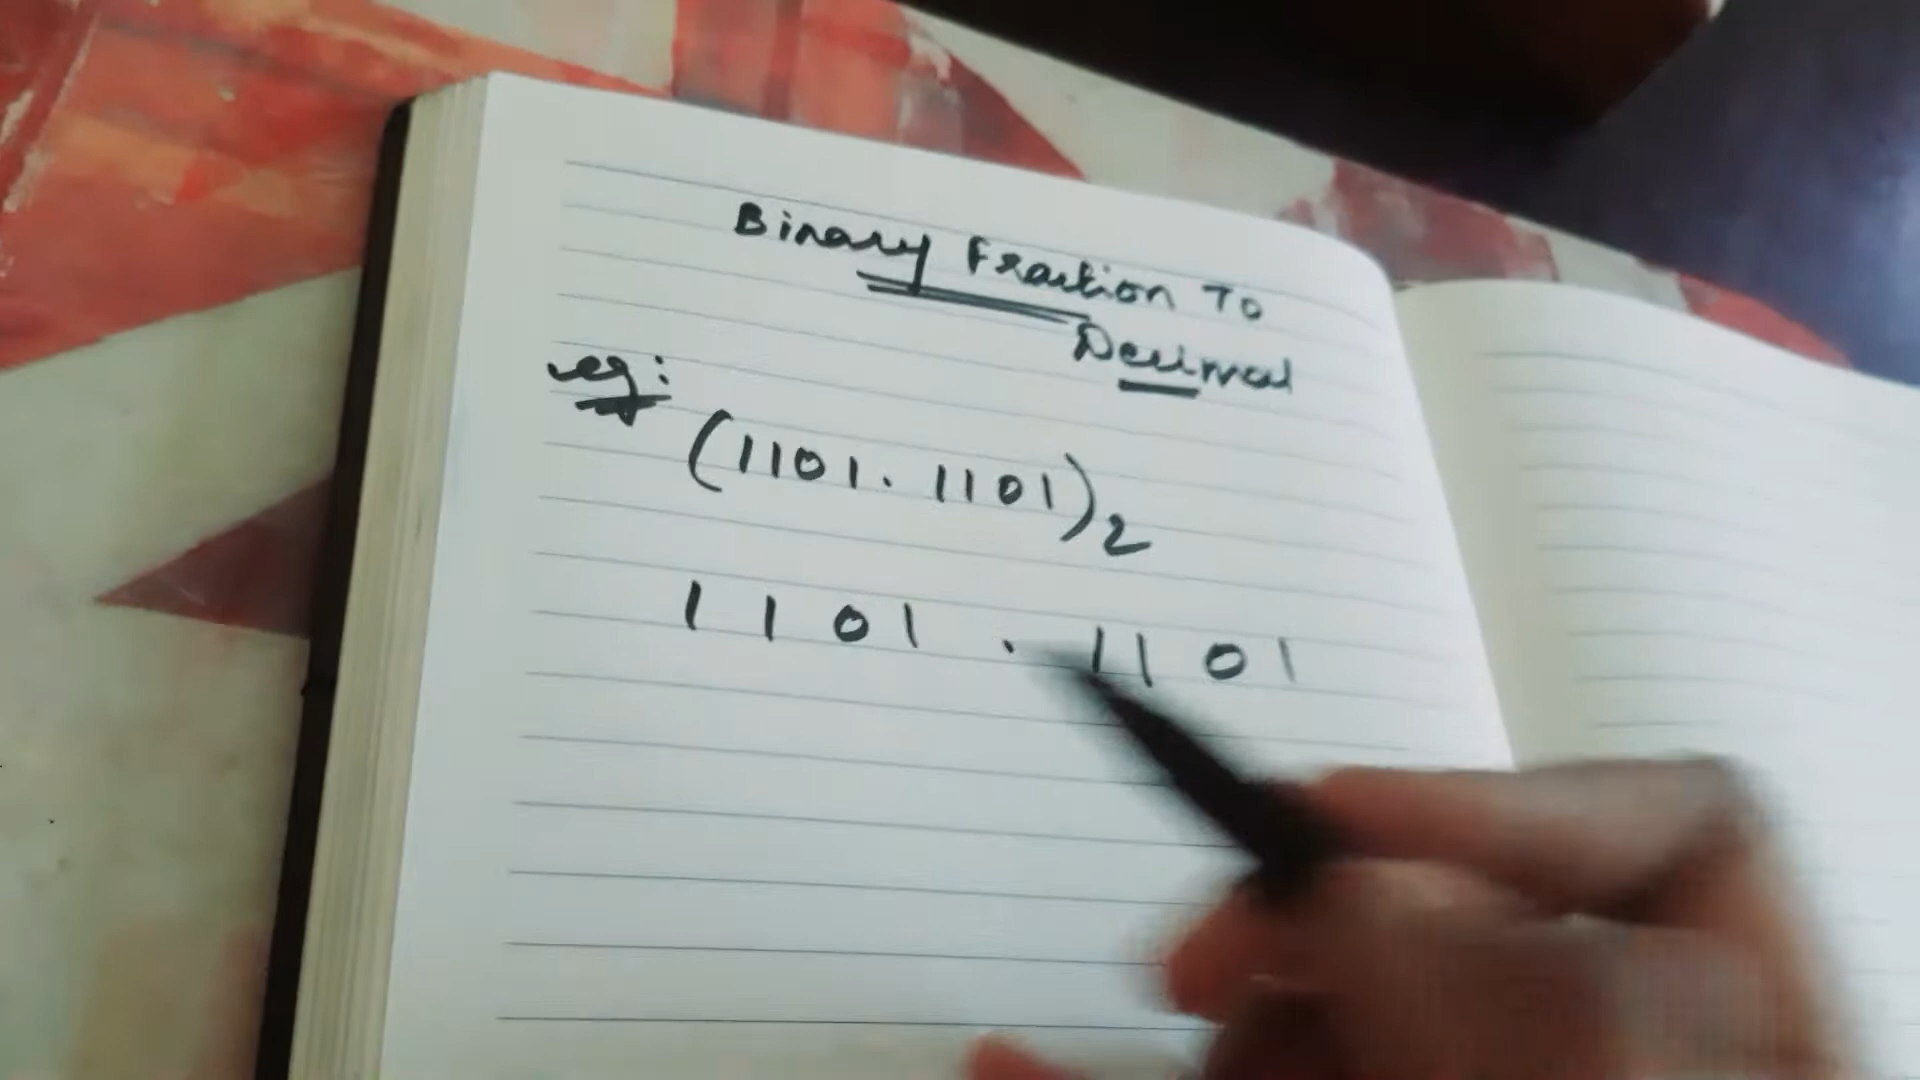 Binary Fraction To
Decimal
eg:
(1101.1101)2
1101.1101